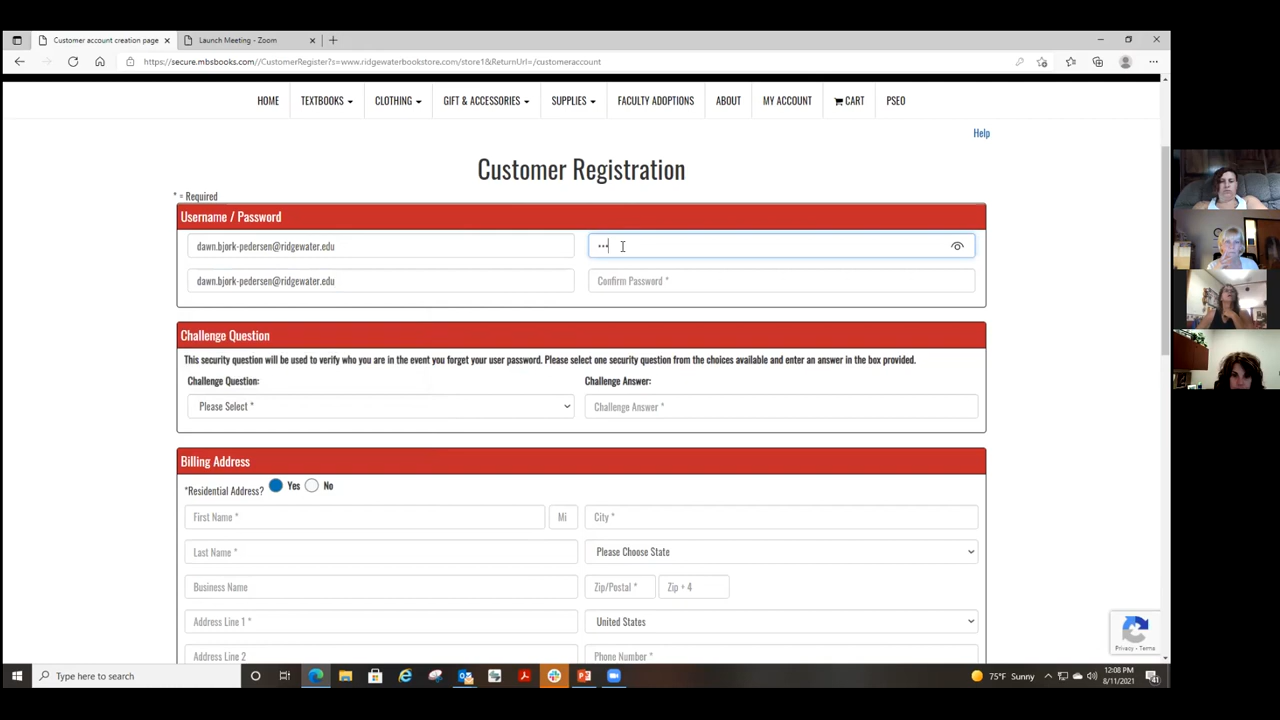 Customer account creation page
Launch Meeting - Zoom
https://secure.mbsbooks.com//CustomerRegister?s=www.ridgewaterbookstore.com/store1&ReturnUrl=/customeraccount
HOME TEXTBOOKS CLOTHING GIFT & ACCESSORIES SUPPLIES FACULTY ADOPTIONS ABOUT MY ACCOUNT CART PSEO
Help
Customer Registration
* = Required
Username / Password
dawn.bjork-pedersen@ridgewater.edu
dawn.bjork-pedersen@ridgewater.edu Confirm Password *
Challenge Question
This security question will be used to verify who you are in the event you forget your user password. Please select one security question from the choices available and enter an answer in the box provided.
Challenge Question: Challenge Answer:
Please Select * Challenge Answer *
Billing Address
*Residential Address? Yes No
First Name * Mi City *
Last Name * Please Choose State
Business Name Zip/Postal * Zip + 4
Address Line 1 * United States
Address Line 2 Phone Number *
Privacy - Terms
Type here to search 75°F Sunny 12:08 PM
8/11/2021 41